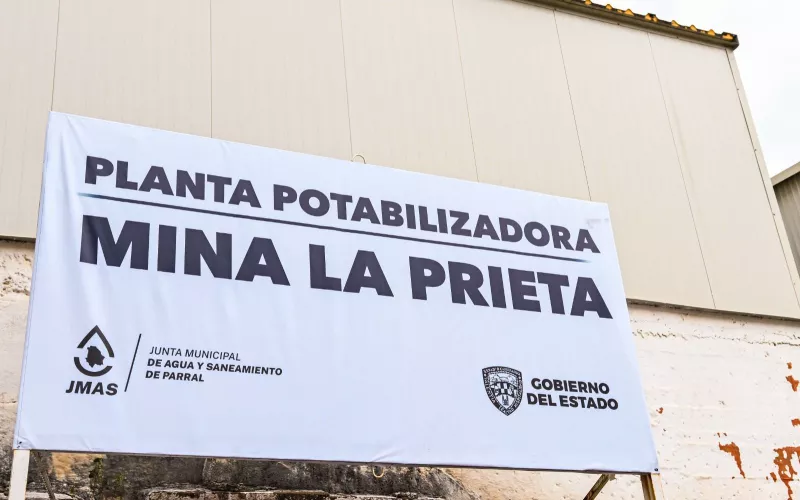 PLANTA POTABILIZADORA
MINA LA PRIETA
JMAS
JUNTA MUNICIPAL
DE AGUA Y SANEAMIENTO
DE PARRAL
GOBIERNO
DEL ESTADO